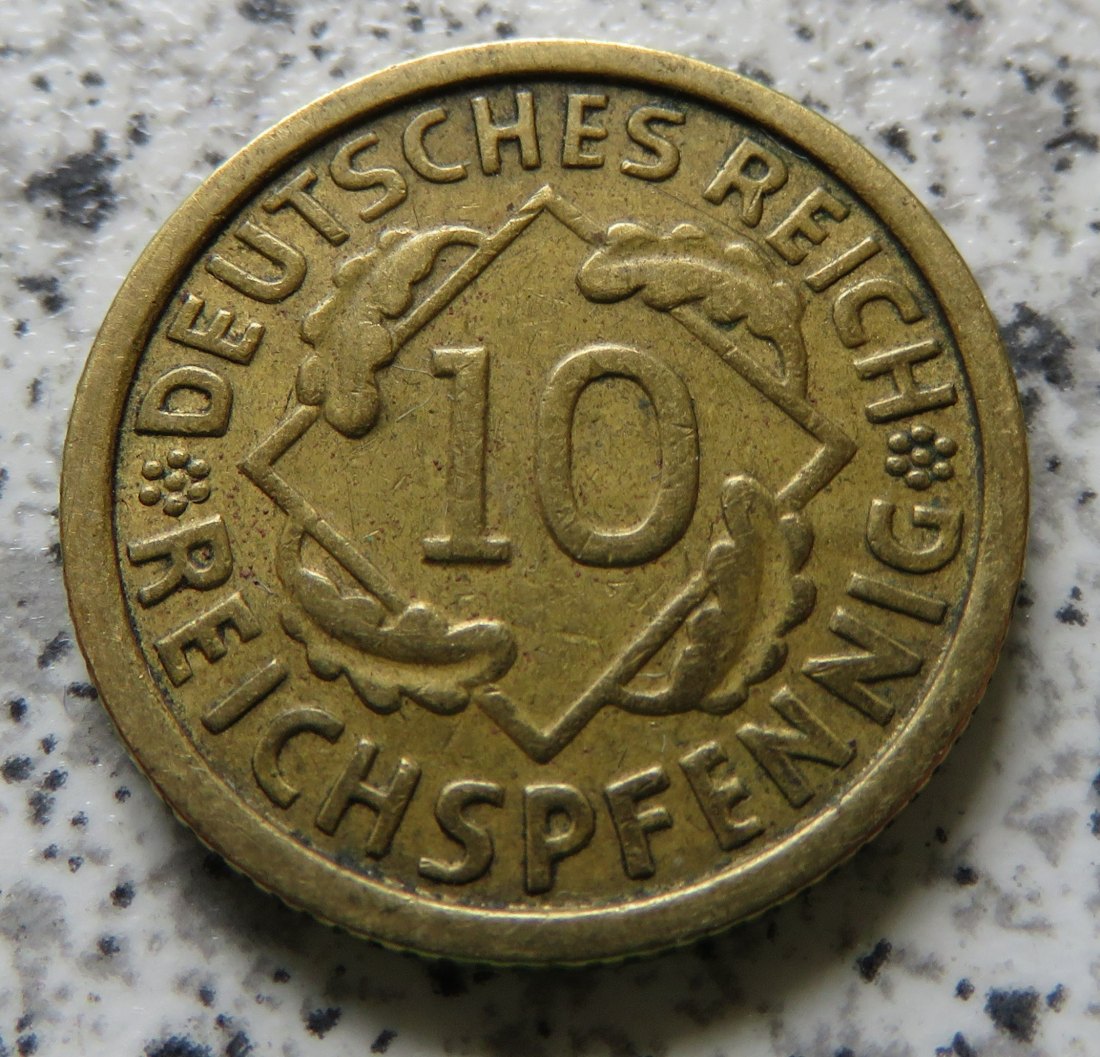 DEUTSCHES REICH
10
REICHSPFENNIG